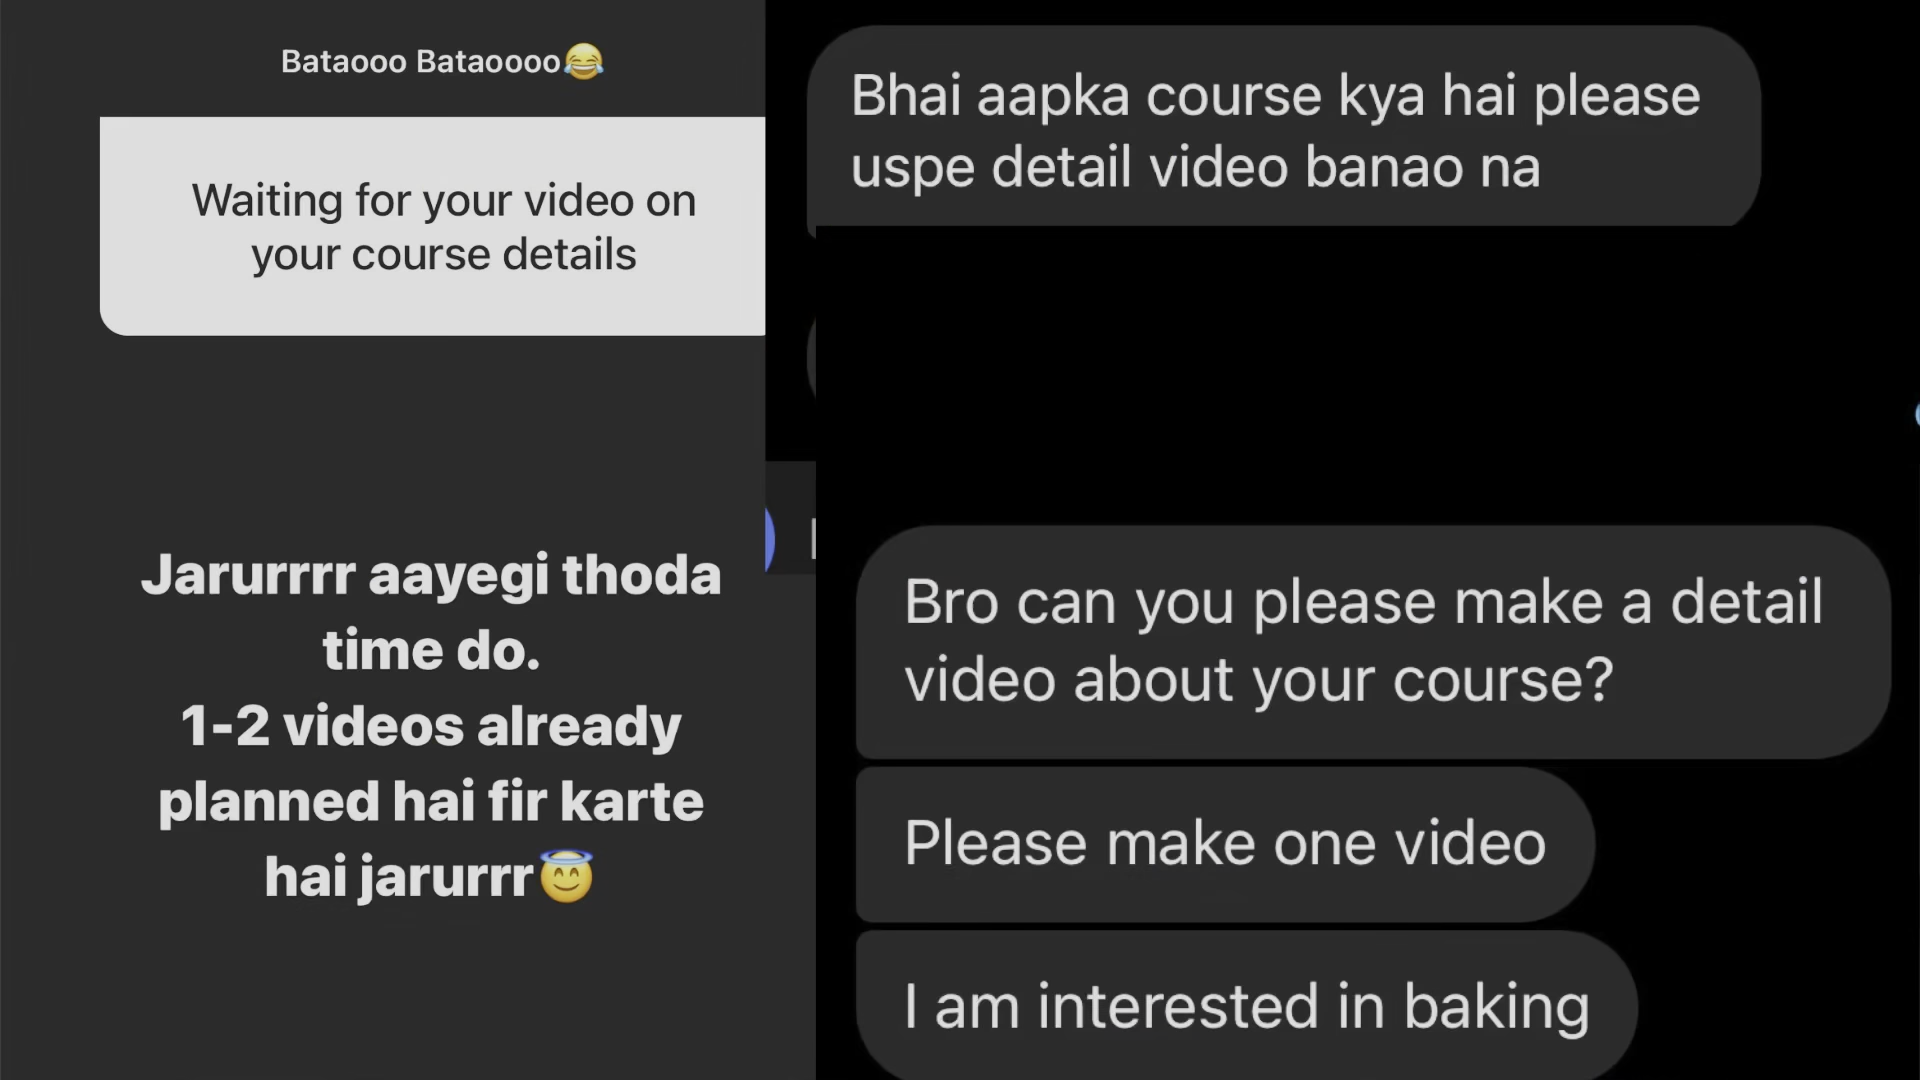 Bataooo Bataoooo😂
Waiting for your video on
your course details
Jarurrrr aayegi thoda
time do.
1-2 videos already
planned hai fir karte
hai jarurrr😇
Bhai aapka course kya hai please
uspe detail video banao na
Bro can you please make a detail
video about your course?
Please make one video
I am interested in baking